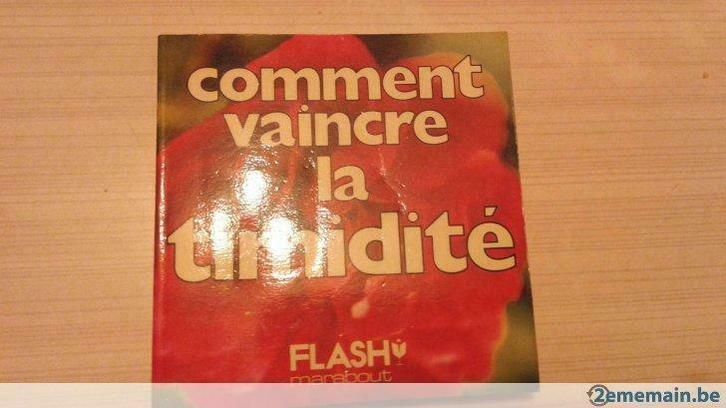 comment
vaincre
la
timidité
FLASH
marabout
2ememain.be